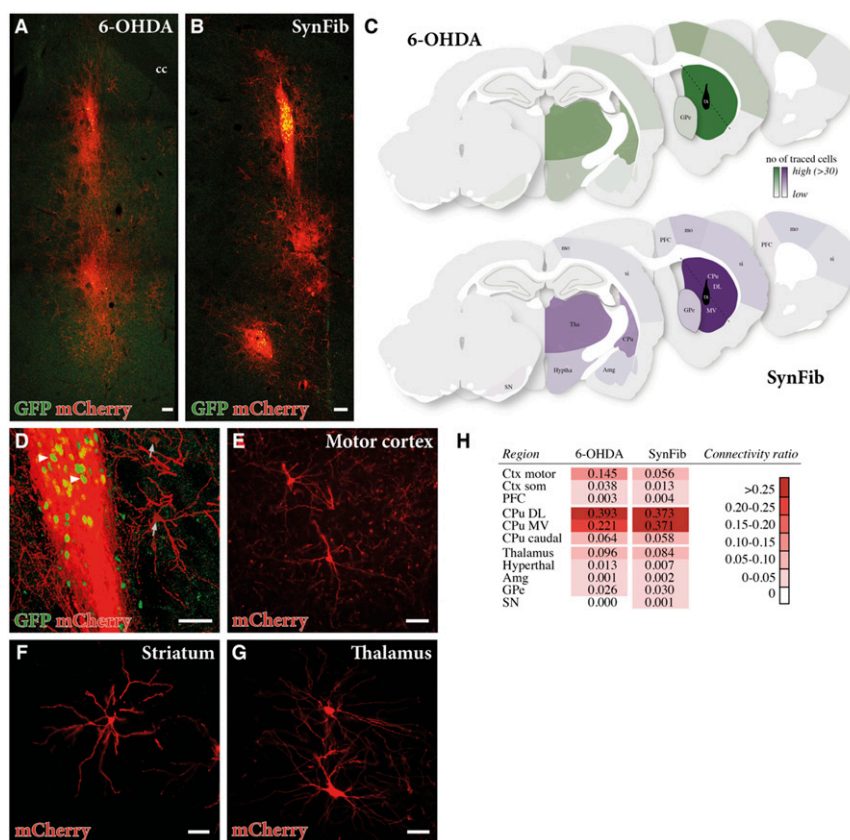 A
6-OHDA
cc
GFP mCherry
B
SynFib
GFP mCherry
C
6-OHDA
GPe
no of traced cells
high (>30)
low
mo
si
Tha
Hyptha
Amg
CPu
SN
PFC
mo
si
CPu
DL
GPe
MV
PFC
mo
si
SynFib
D
GFP mCherry
E
Motor cortex
mCherry
F
Striatum
mCherry
G
Thalamus
mCherry
H
Region 6-OHDA SynFib Connectivity ratio
Ctx motor 0.145 0.056
Ctx som 0.038 0.013
PFC 0.003 0.004
CPu DL 0.393 0.373
CPu MV 0.221 0.371
CPu caudal 0.064 0.058
Thalamus 0.096 0.084
Hyperthal 0.013 0.007
Amg 0.001 0.002
GPe 0.026 0.030
SN 0.000 0.001
>0.25
0.20-0.25
0.15-0.20
0.10-0.15
0.05-0.10
0-0.05
0